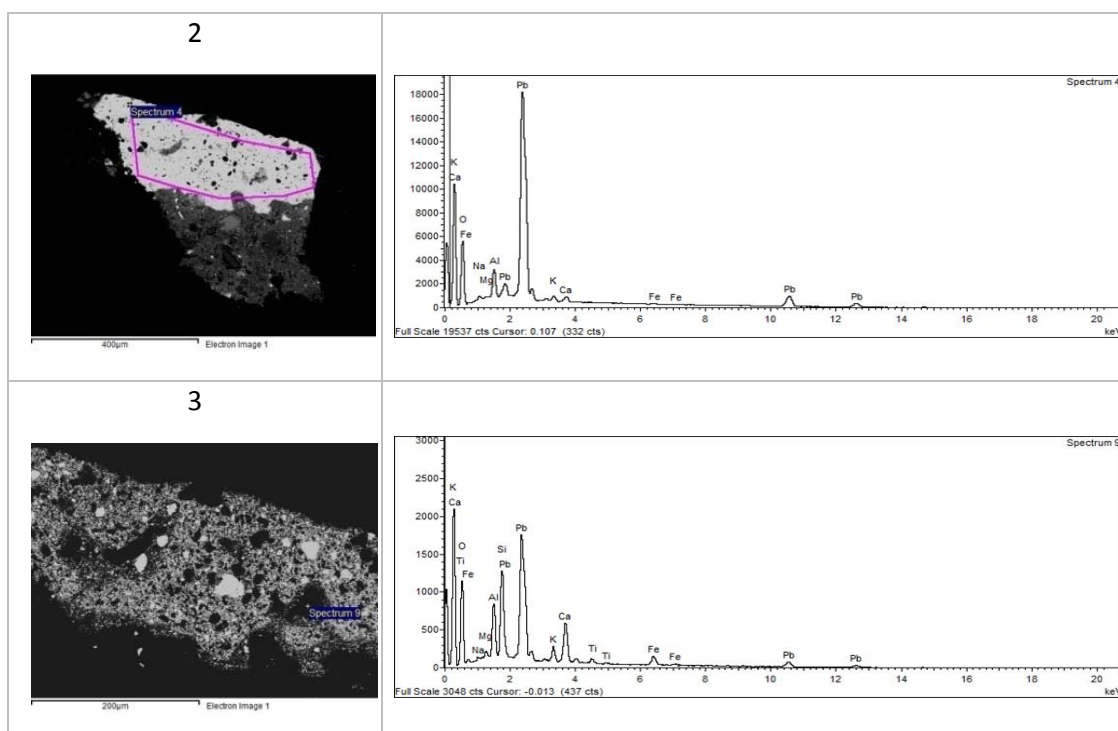 2
Spectrum 4
400µm Electron Image 1
Spectrum 4
18000
16000
14000
12000
10000
8000
6000
4000
2000
0
K
Ca
O
Fe
Na
Mg
Al
Pb
Pb
K
Ca
Fe
Fe
Pb
Pb
0 2 4 6 8 10 12 14 16 18 20
Full Scale 19537 cts Cursor: 0.107 (332 cts)
keV
3
Spectrum 9
200µm Electron Image 1
Spectrum 9
3000
2500
2000
1500
1000
500
0
K
Ca
O
Ti
Fe
Na
Mg
Al
Si
Pb
Pb
K
Ca
Ti
Ti
Fe
Fe
Pb
Pb
0 2 4 6 8 10 12 14 16 18 20
Full Scale 3048 cts Cursor: -0.013 (437 cts)
keV